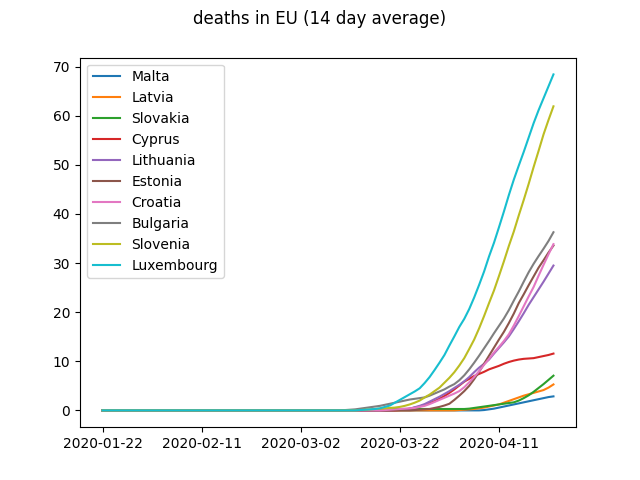 deaths in EU (14 day average)
70
60
50
40
30
20
10
0
Malta
Latvia
Slovakia
Cyprus
Lithuania
Estonia
Croatia
Bulgaria
Slovenia
Luxembourg
2020-01-22 2020-02-11 2020-03-02 2020-03-22 2020-04-11